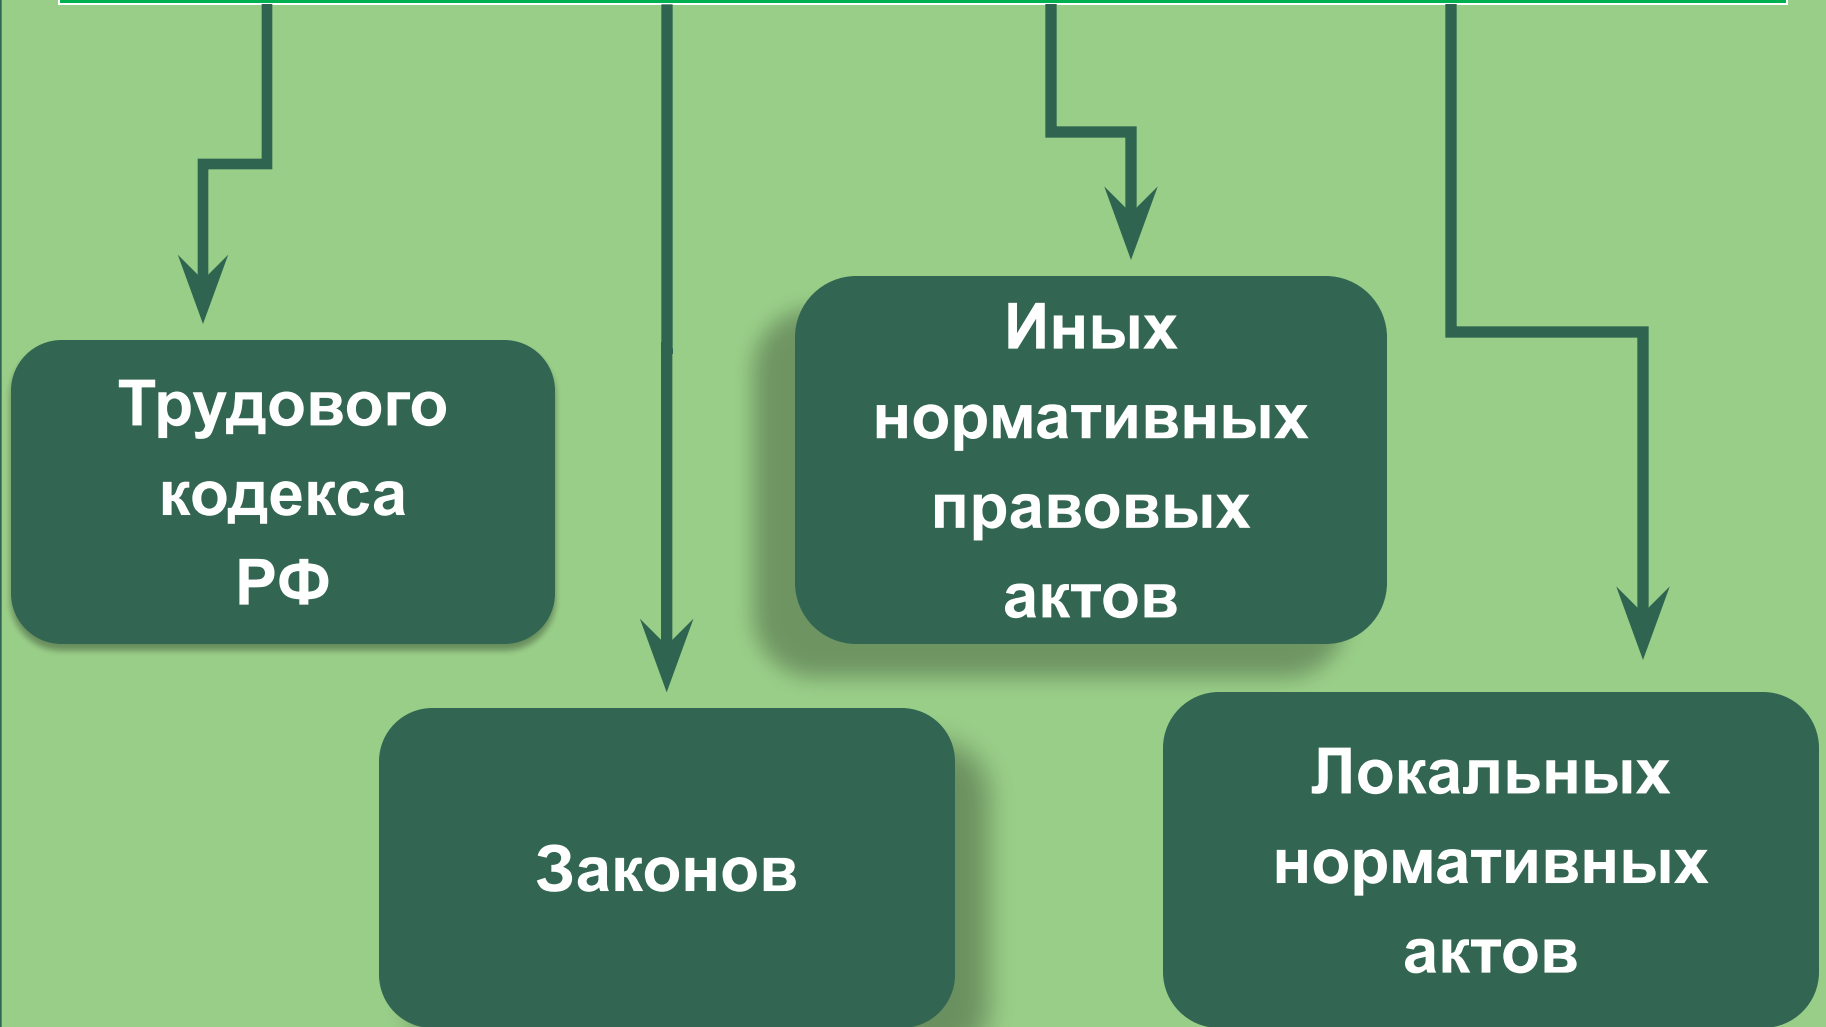 Трудового
кодекса
РФ
Законов
Иных
нормативных
правовых
актов
Локальных
нормативных
актов